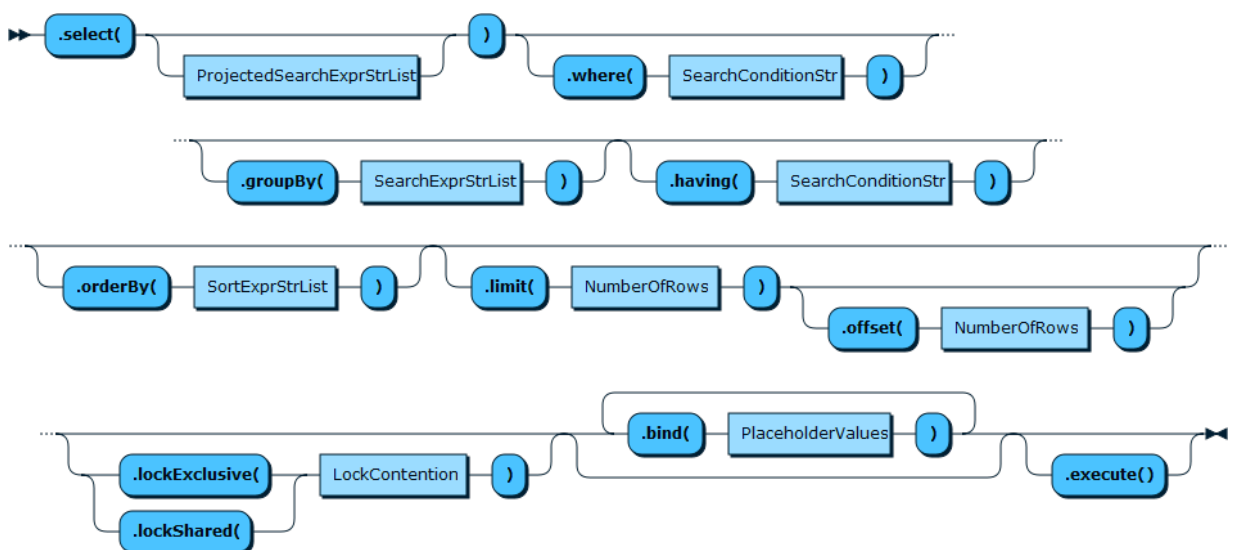 .select( )
ProjectedSearchExprStrList .where( SearchConditionStr )
.groupBy( SearchExprStrList ) .having( SearchConditionStr )
.orderBy( SortExprStrList ) .limit( NumberOfRows )
.offset( NumberOfRows )
.bind( PlaceholderValues )
.lockExclusive( LockContention ) .execute()
.lockShared(